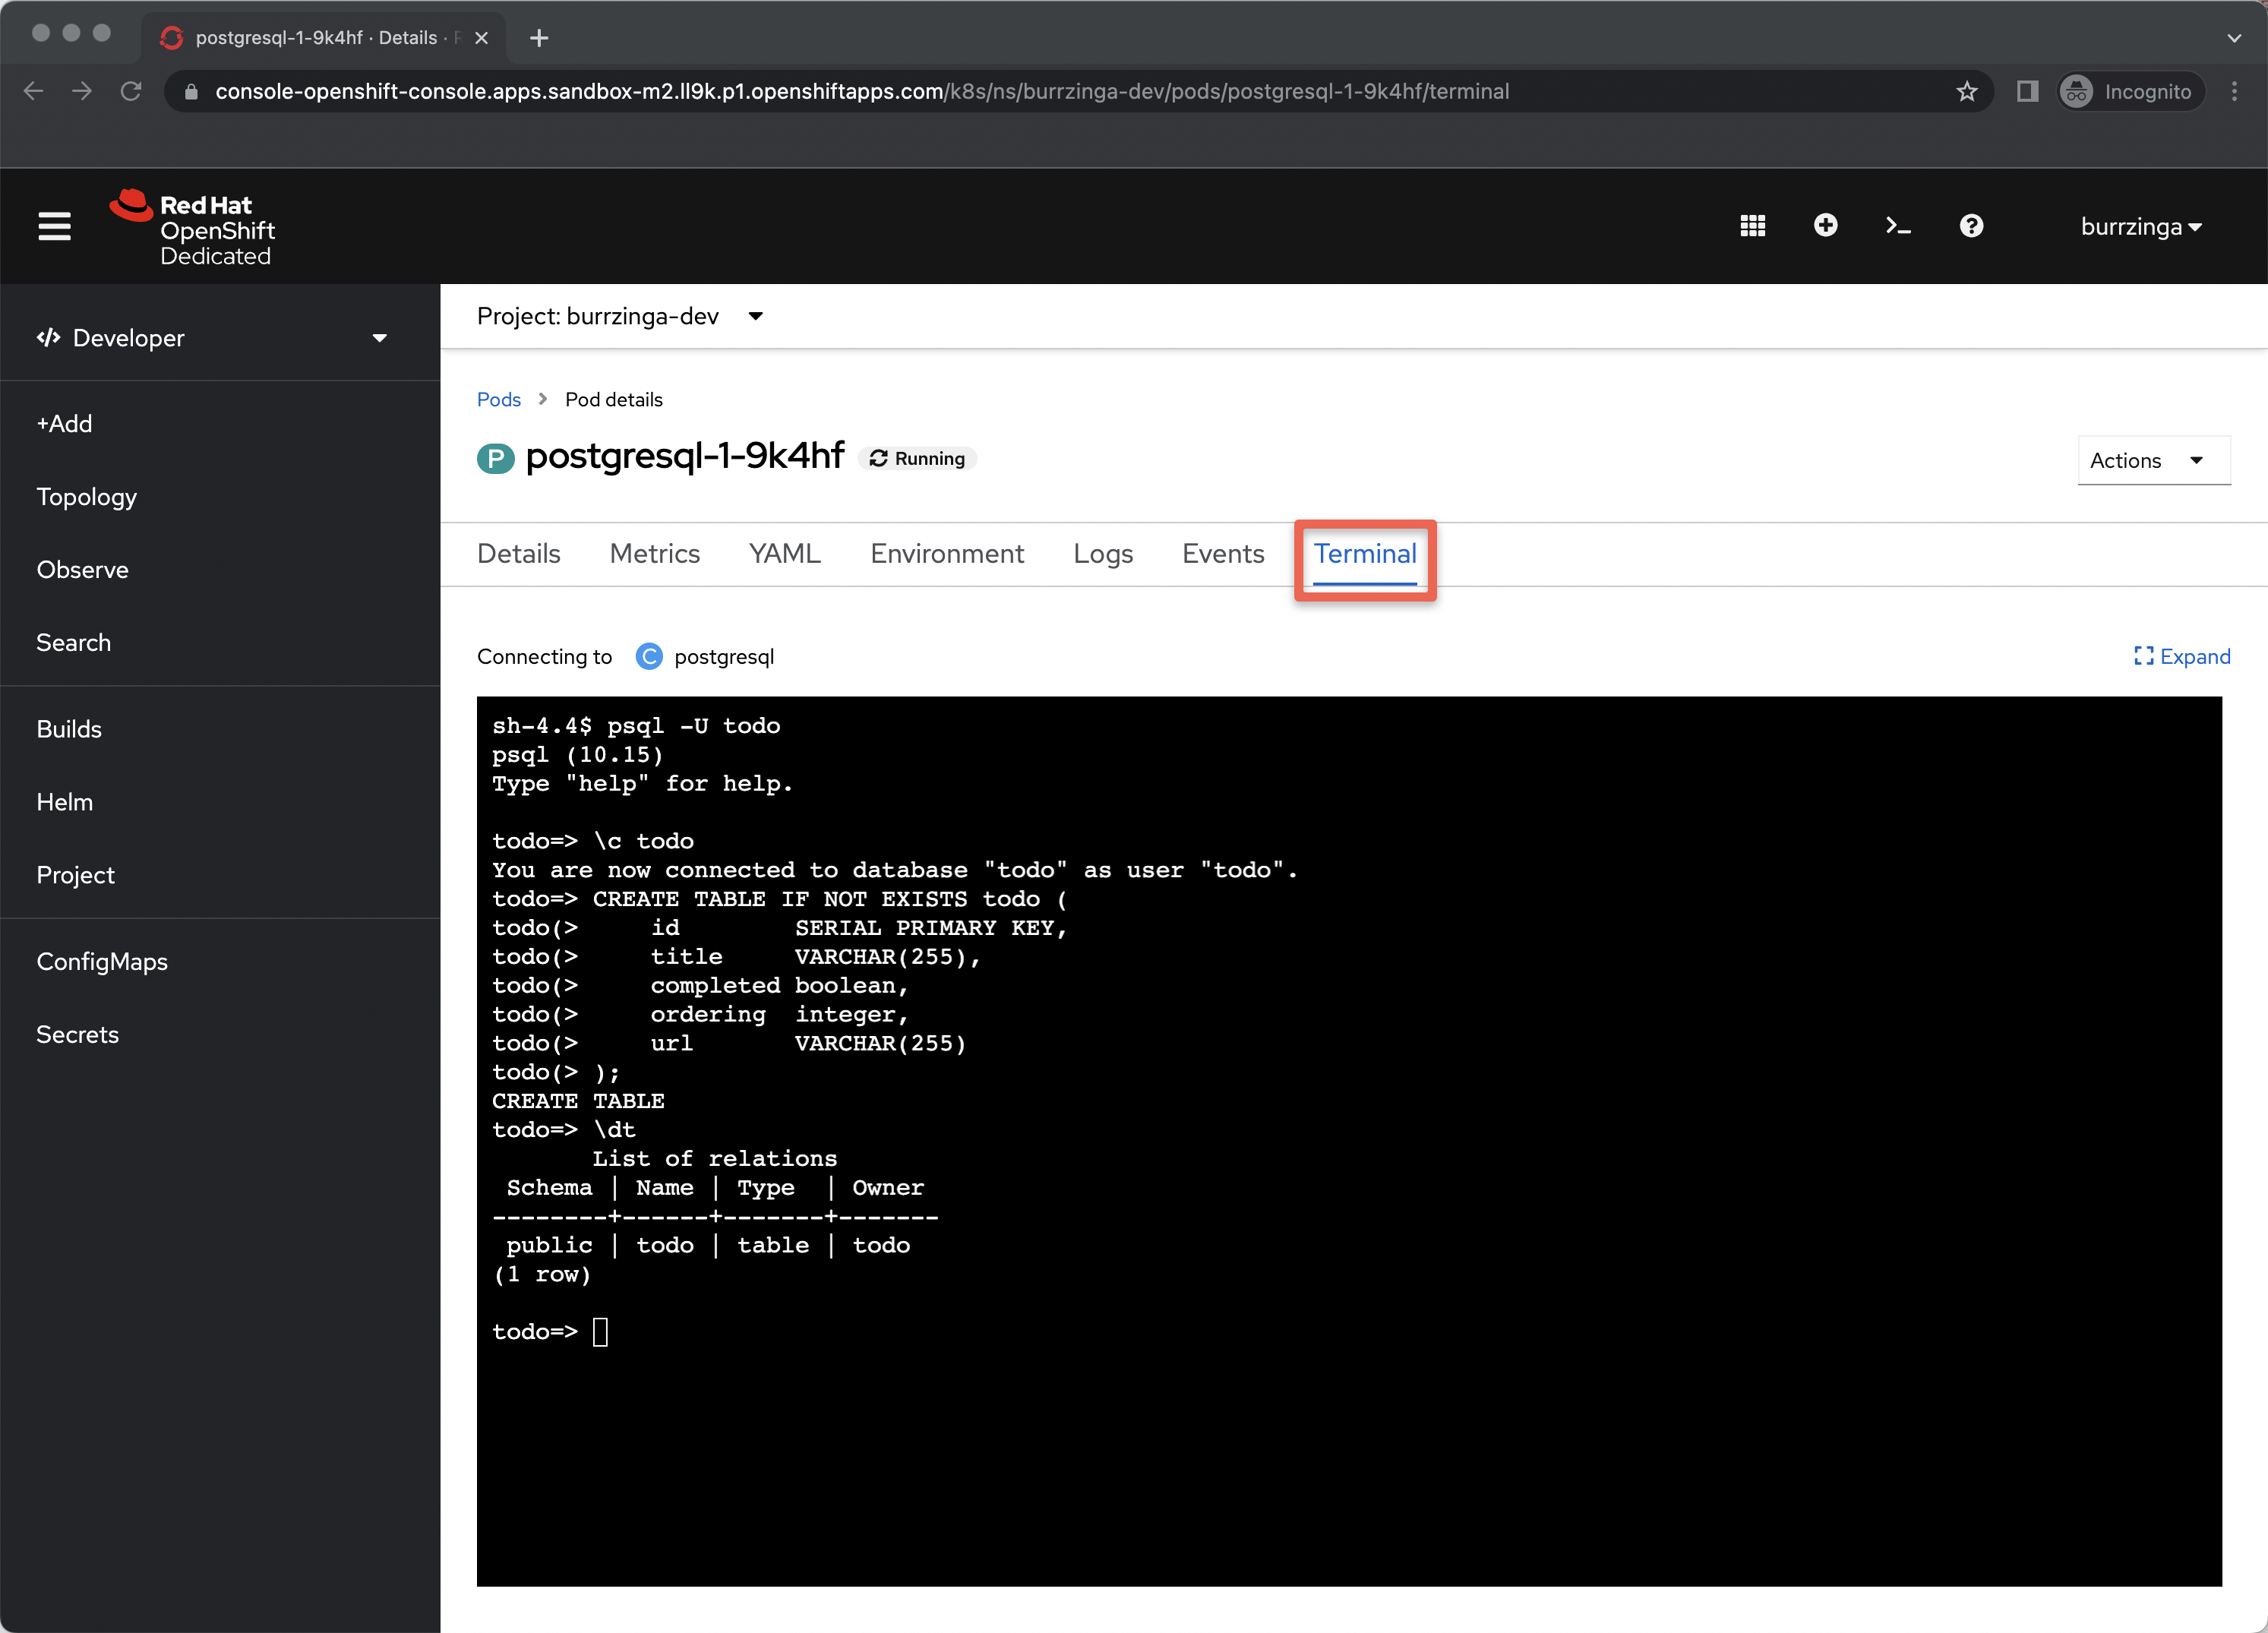 postgresql-1-9k4hf · Details ·
console-openshift-console.apps.sandbox-m2.ll9k.p1.openshiftapps.com/k8s/ns/burrzinga-dev/pods/postgresql-1-9k4hf/terminal
Incognito
Red Hat
OpenShift
Dedicated
burrzinga
Developer
+Add
Topology
Observe
Search
Builds
Helm
Project
ConfigMaps
Secrets
Project: burrzinga-dev
Pods > Pod details
P postgresql-1-9k4hf Running
Actions
Details Metrics YAML Environment Logs Events Terminal
Connecting to C postgresql
Expand
sh-4.4$ psql -U todo
psql (10.15)
Type "help" for help.
todo=> \c todo
You are now connected to database "todo" as user "todo".
todo=> CREATE TABLE IF NOT EXISTS todo (
todo(>     id        SERIAL PRIMARY KEY,
todo(>     title     VARCHAR(255),
todo(>     completed boolean,
todo(>     ordering  integer,
todo(>     url       VARCHAR(255)
todo(> );
CREATE TABLE
todo=> \dt
       List of relations
 Schema | Name | Type  | Owner
--------+------+-------+-------
 public | todo | table | todo
(1 row)
todo=>